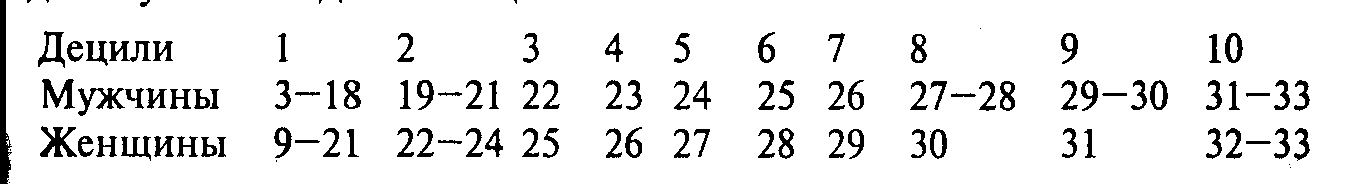 Децили 1 2 3 4 5 6 7 8 9 10
Мужчины 3–18 19–21 22 23 24 25 26 27–28 29–30 31–33
Женщины 9–21 22–24 25 26 27 28 29 30 31 32–33